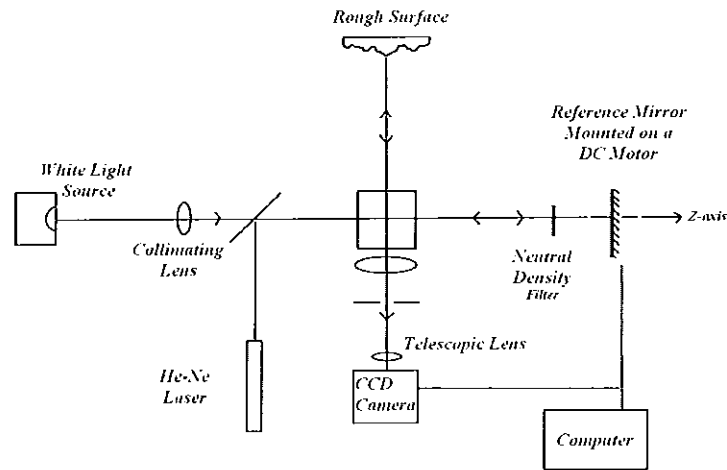 Rough Surface
Reference Mirror
Mounted on a
DC Motor
White Light
Source
Z-axis
Collimating
Lens
Neutral
Density
Filter
Telescopic Lens
He-Ne
Laser
CCD
Camera
Computer